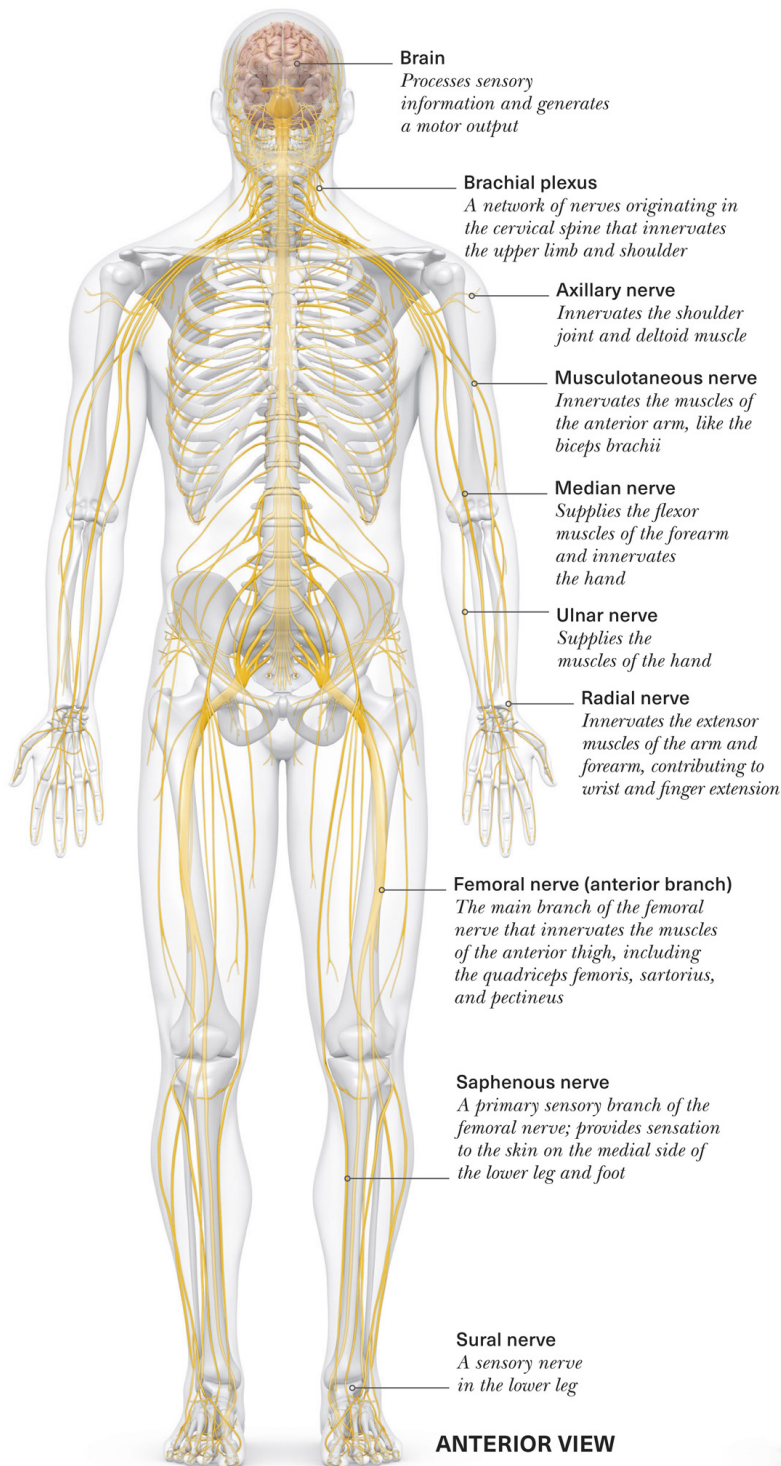 Brain
Processes sensory
information and generates
a motor output
Brachial plexus
A network of nerves originating in
the cervical spine that innervates
the upper limb and shoulder
Axillary nerve
Innervates the shoulder
joint and deltoid muscle
Musculotaneous nerve
Innervates the muscles of
the anterior arm, like the
biceps brachii
Median nerve
Supplies the flexor
muscles of the forearm
and innervates
the hand
Ulnar nerve
Supplies the
muscles of the hand
Radial nerve
Innervates the extensor
muscles of the arm and
forearm, contributing to
wrist and finger extension
Femoral nerve (anterior branch)
The main branch of the femoral
nerve that innervates the muscles
of the anterior thigh, including
the quadriceps femoris, sartorius,
and pectineus
Saphenous nerve
A primary sensory branch of the
femoral nerve; provides sensation
to the skin on the medial side of
the lower leg and foot
Sural nerve
A sensory nerve
in the lower leg
ANTERIOR VIEW